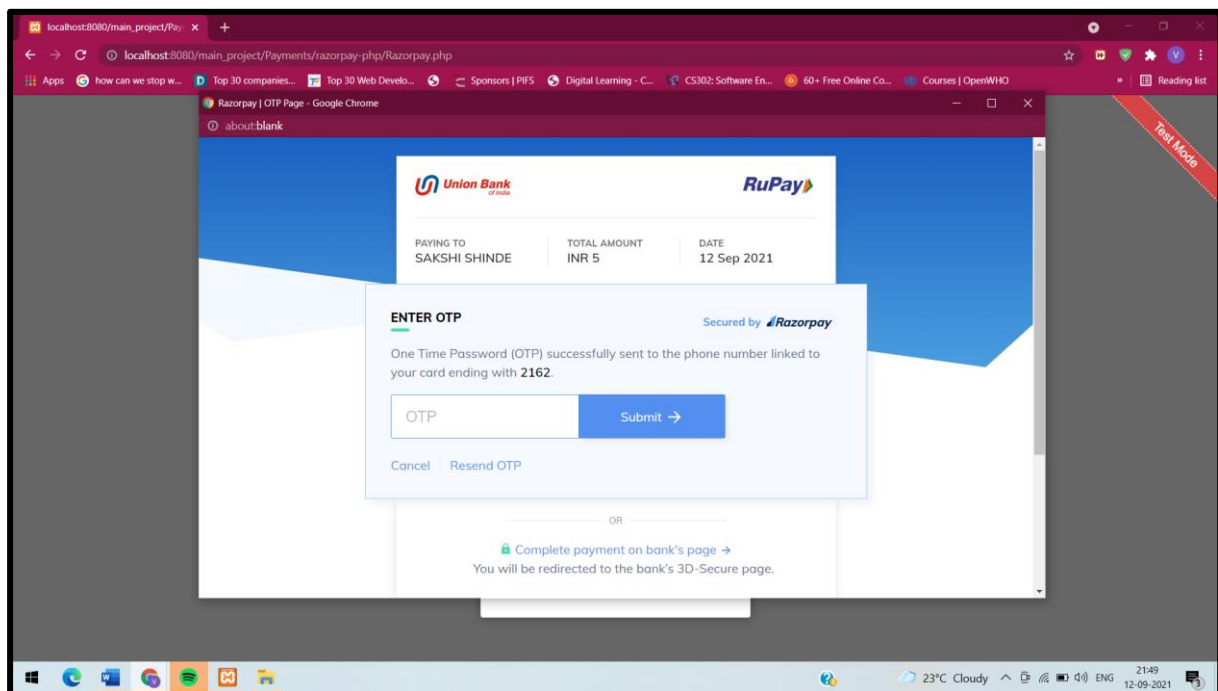 localhost:8080/main_project/Pay
localhost:8080/main_project/Payments/razorpay-php/Razorpay.php
Apps how can we stop w... Top 30 companies... Top 30 Web Develo... Sponsors | PIFS Digital Learning - C... CS302: Software En... 60+ Free Online Co... Courses | OpenWHO » Reading list
Razorpay | OTP Page - Google Chrome
about:blank
Test Mode
Union Bank
of India
RuPay
PAYING TO TOTAL AMOUNT DATE
SAKSHI SHINDE INR 5 12 Sep 2021
ENTER OTP
Secured by Razorpay
One Time Password (OTP) successfully sent to the phone number linked to
your card ending with 2162.
OTP Submit →
Cancel Resend OTP
OR
Complete payment on bank's page →
You will be redirected to the bank's 3D-Secure page.
23°C Cloudy ENG 21:49
12-09-2021